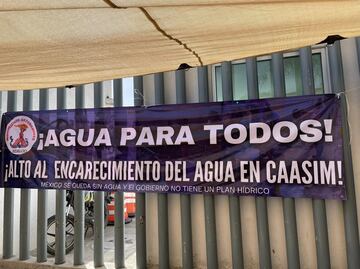 ¡AGUA PARA TODOS!
¡ALTO AL ENCARECIMIENTO DEL AGUA EN CAASIM!
MÉXICO SE QUEDA SIN AGUA Y EL GOBIERNO NO TIENE UN PLAN HÍDRICO